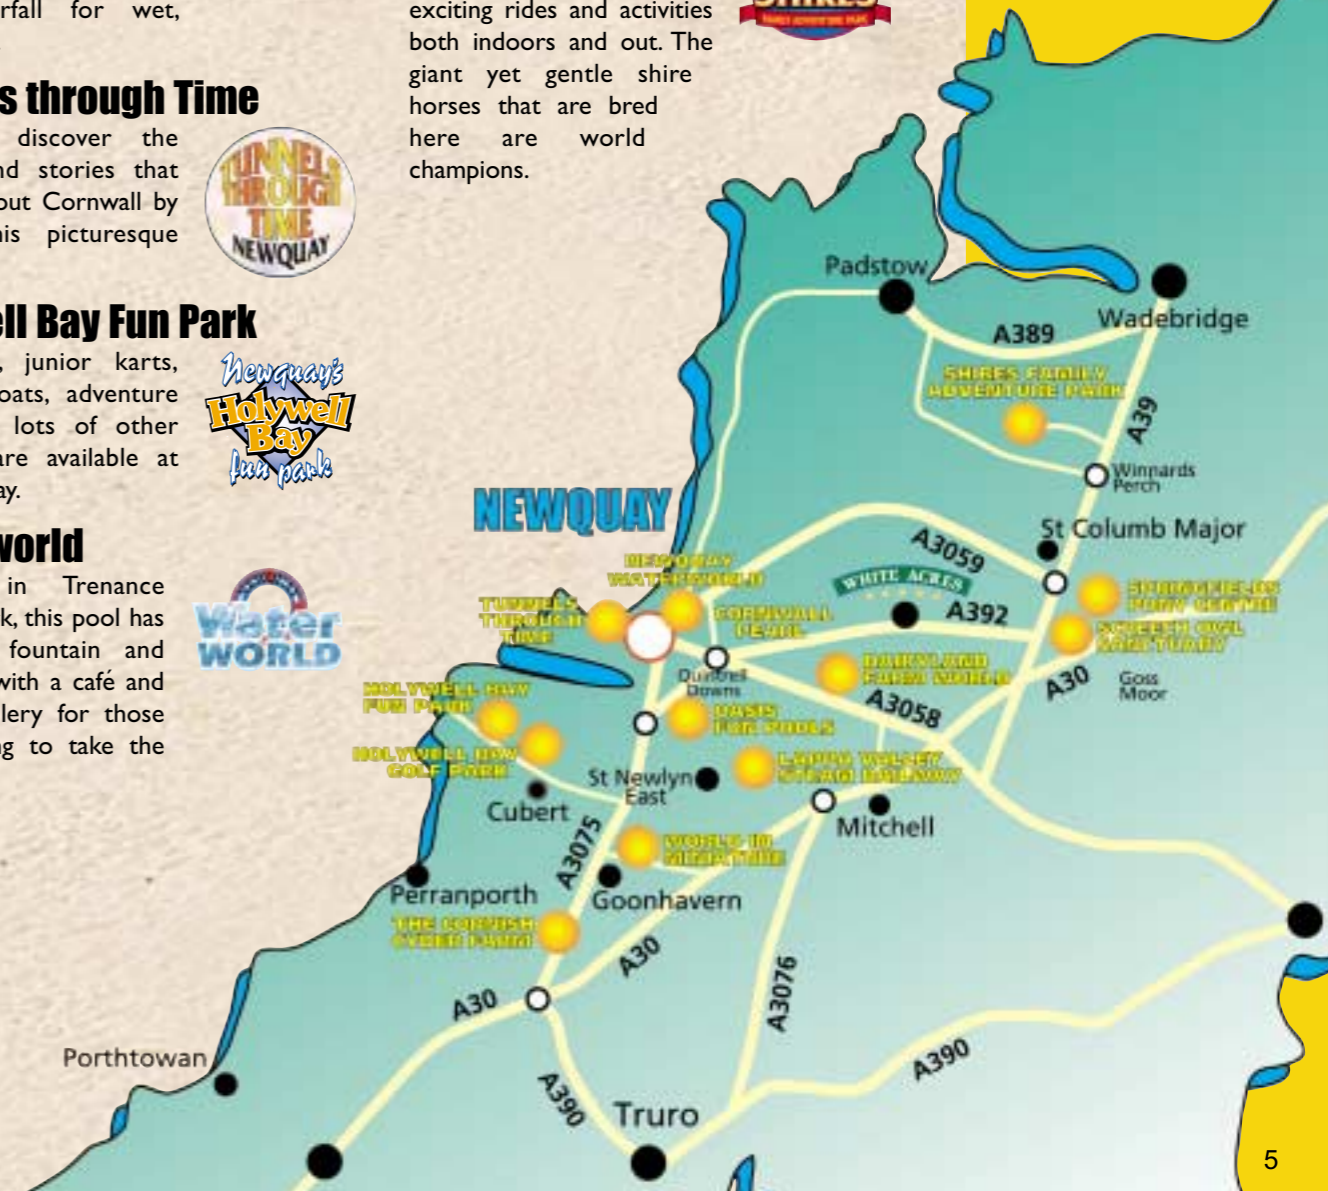 rfall for wet,
s through Time
discover the
nd stories that
out Cornwall by
his picturesque
TUNNELS
THROUGH
TIME
NEWQUAY
ell Bay Fun Park
, junior karts,
oats, adventure
lots of other
are available at
ay.
Newquay's
Holywell
Bay
fun park
world
in Trenance
k, this pool has
fountain and
with a café and
lery for those
ng to take the
Water
WORLD
exciting rides and activities
both indoors and out. The
giant yet gentle shire
horses that are bred
here are world
champions.
SHIRES
FAMILY ADVENTURE PARK
Padstow
Wadebridge
A389
SHIRES FAMILY
ADVENTURE PARK
A39
Winnards
Perch
NEWQUAY
St Columb Major
A3059
NEWQUAY
WATERWORLD
WHITE ACRES
SPRINGFIELDS
PONY CENTRE
TUNNELS
THROUGH
TIME
CORNWALL
PEARL
A392
SCREECH OWL
SANCTUARY
Quintrell
Downs
DAIRYLAND
FARM WORLD
A30
Goss
Moor
HOLYWELL BAY
FUN PARK
A3058
OASIS
FUN POOLS
HOLYWELL BAY
GOLF PARK
LAPPA VALLEY
STEAM RAILWAY
St Newlyn
East
Cubert
Mitchell
A3075
WORLD IN
MINIATURE
Perranporth
Goonhavern
THE CORNISH
CYDER FARM
A30
A3076
A30
Porthtowan
A390
A390
Truro
5